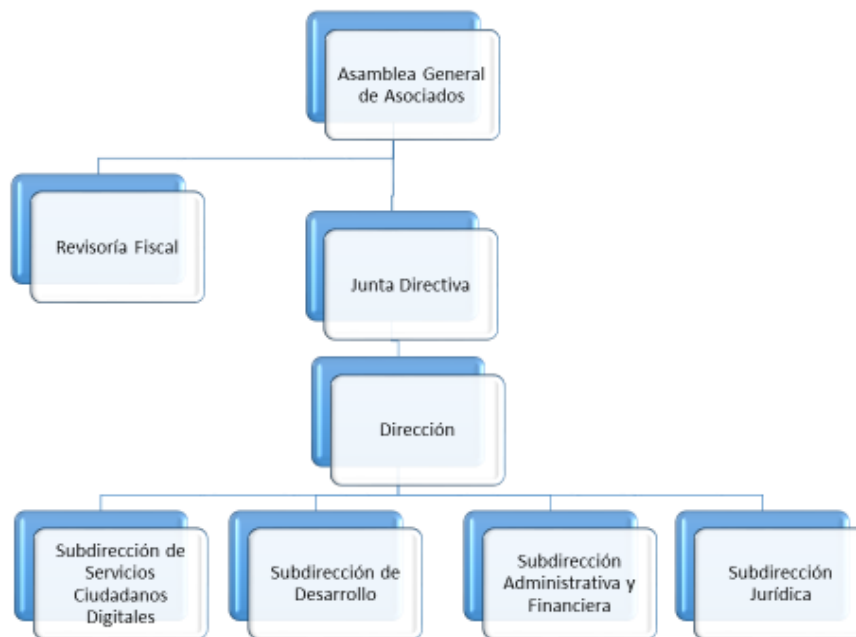 Asamblea General
de Asociados
Revisoría Fiscal
Junta Directiva
Dirección
Subdirección de
Servicios
Ciudadanos
Digitales
Subdirección de
Desarrollo
Subdirección
Administrativa y
Financiera
Subdirección
Jurídica